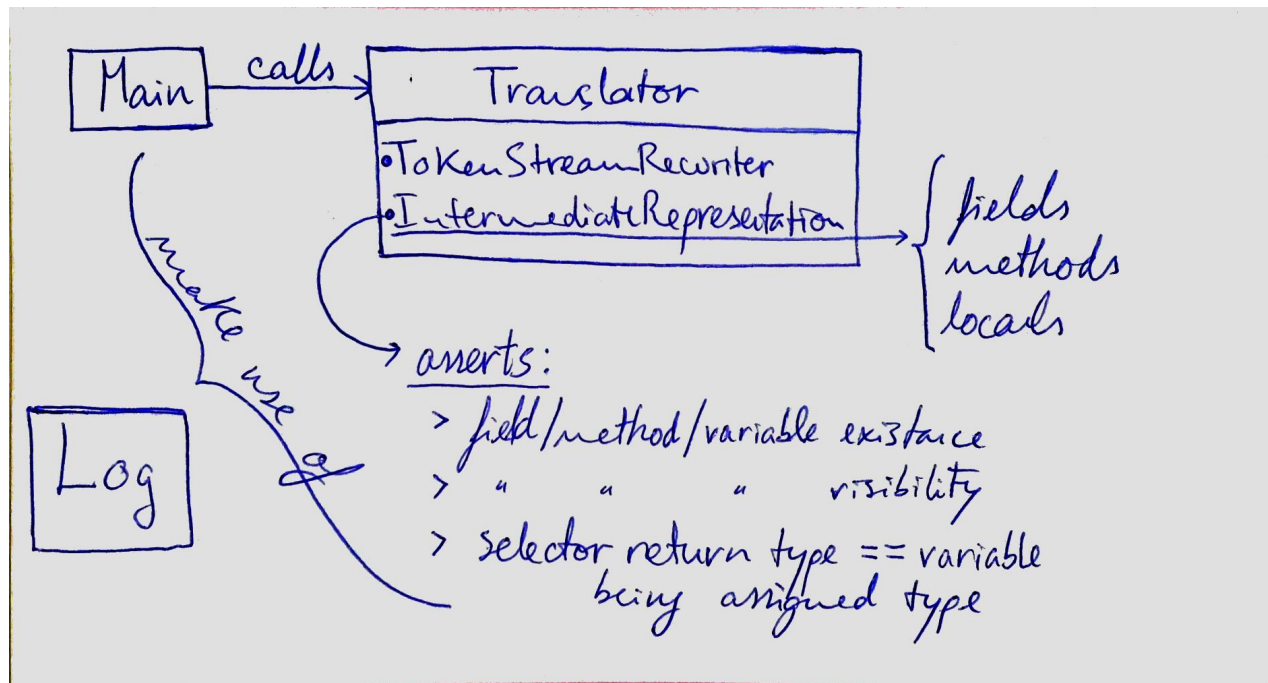 Main
calls
Translator
•TokenStreamRewriter
•IntermediateRepresentation
fields
methods
locals
make use of
asserts:
> field/method/variable existance
> " " " visibility
> selector return type == variable
being assigned type
Log